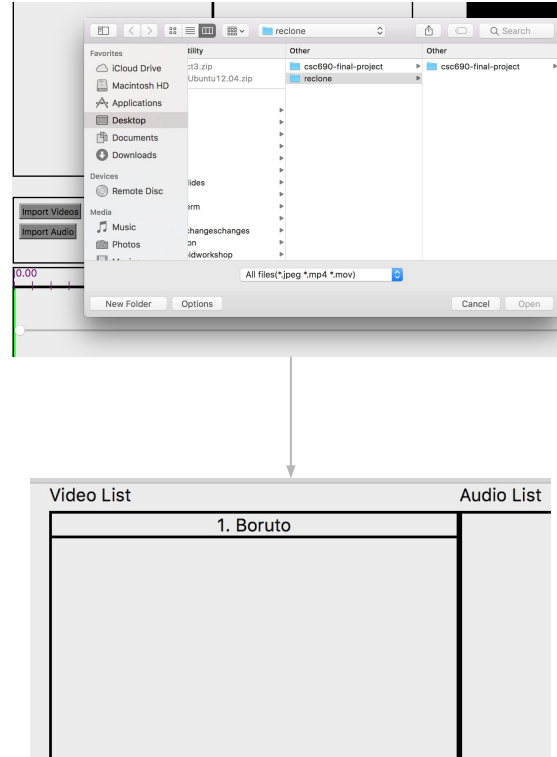 reclone
Search
Favorites
iCloud Drive
Macintosh HD
Applications
Desktop
Documents
Downloads
Devices
Remote Disc
Media
Music
Photos
tility
ct3.zip
Ubuntu12.04.zip
lides
erm
changeschanges
on
idworkshop
Other
csc690-final-project
reclone
Other
csc690-final-project
All files(*.jpeg *.mp4 *.mov)
New Folder Options Cancel Open
Import Videos
Import Audio
0.00
Video List Audio List
1. Boruto